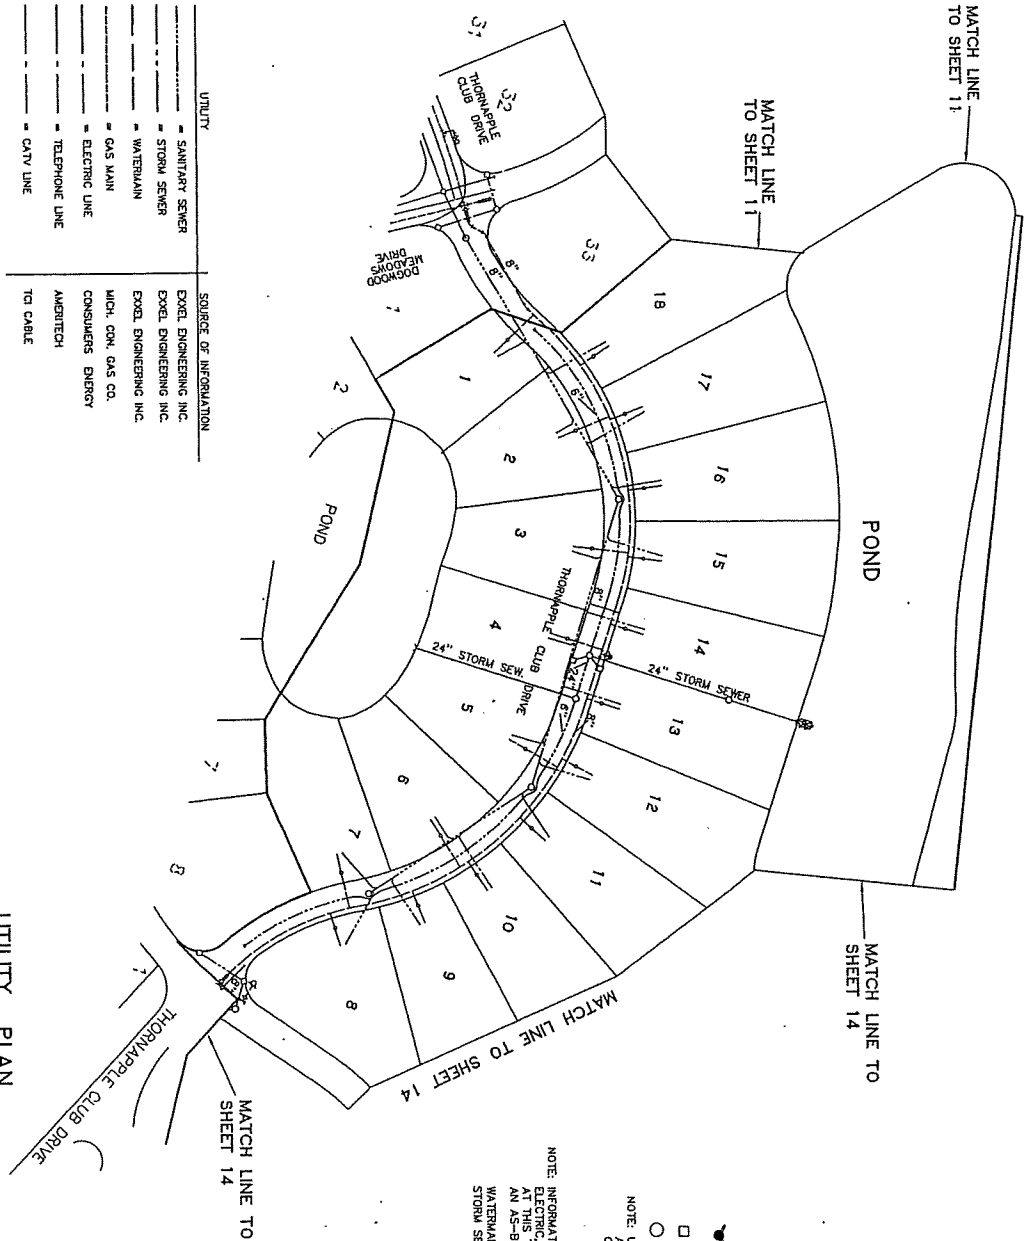 MATCH LINE
TO SHEET 11
MATCH LINE
TO SHEET 11
MATCH LINE TO
SHEET 14
MATCH LINE TO SHEET 14
MATCH LINE TO
SHEET 14
POND
POND
31
32
33
THORNAPPLE
CLUB DRIVE
DOGWOOD
MEADOWS
DRIVE
8"
8"
18
17
16
15
14
24" STORM SEWER
13
12
11
10
9
8
1
2
3
4
24" STORM SEW.
5
6
7
1
2
7
8
1
6"
8"
24"
6"
8"
THORNAPPLE CLUB DRIVE
THORNAPPLE CLUB DRIVE
UTILITY
SOURCE OF INFORMATION
= SANITARY SEWER
EXXEL ENGINEERING INC.
= STORM SEWER
EXXEL ENGINEERING INC.
= WATERMAIN
EXXEL ENGINEERING INC.
= GAS MAIN
MICH. CON. GAS CO.
= ELECTRIC LINE
CONSUMERS ENERGY
= TELEPHONE LINE
AMERITECH
= CATV LINE
TCI CABLE
UTILITY PLAN
NOTE:
NOTE: INFORMAT
ELECTRIC,
AT THIS
AN AS-B
WATERMAI
STORM SE